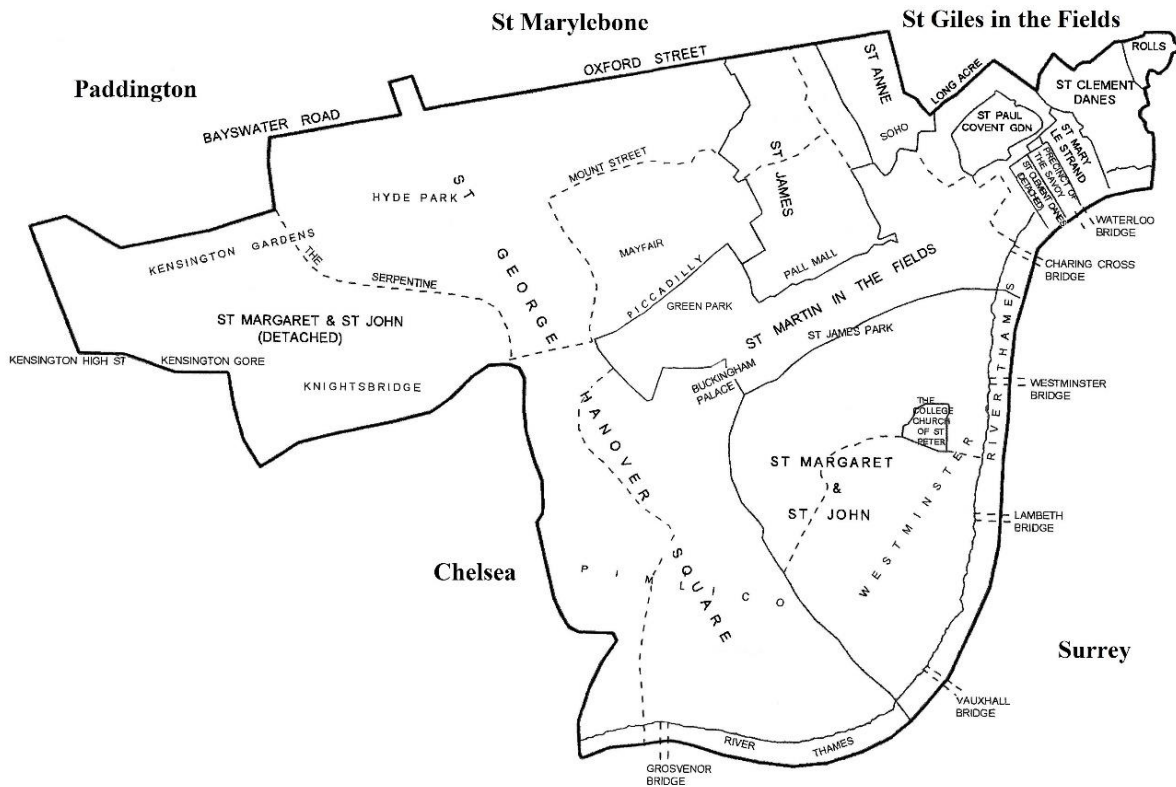 St Marylebone
St Giles in the Fields
Paddington
BAYSWATER ROAD
OXFORD STREET
LONG ACRE
ROLLS
ST CLEMENT
DANES
ST ANNE
SOHO
ST PAUL
COVENT GDN
ST MARY
LE STRAND
PRECINCT OF
THE SAVOY
ST CLEMENT DANES
(DETACHED)
WATERLOO
BRIDGE
CHARING CROSS
BRIDGE
HYDE PARK
MOUNT STREET
ST JAMES
KENSINGTON GARDENS
THE
SERPENTINE
MAYFAIR
PICCADILLY
PALL MALL
GREEN PARK
ST GEORGE
HANOVER
SQUARE
ST MARTIN IN THE FIELDS
ST JAMES PARK
ST MARGARET & ST JOHN
(DETACHED)
KENSINGTON HIGH ST
KENSINGTON GORE
KNIGHTSBRIDGE
BUCKINGHAM
PALACE
RIVER THAMES
WESTMINSTER
BRIDGE
THE
COLLEGE
CHURCH
OF ST
PETER
ST MARGARET
&
ST JOHN
WESTMINSTER
LAMBETH
BRIDGE
Chelsea
PIMLICO
Surrey
VAUXHALL
BRIDGE
RIVER THAMES
GROSVENOR
BRIDGE